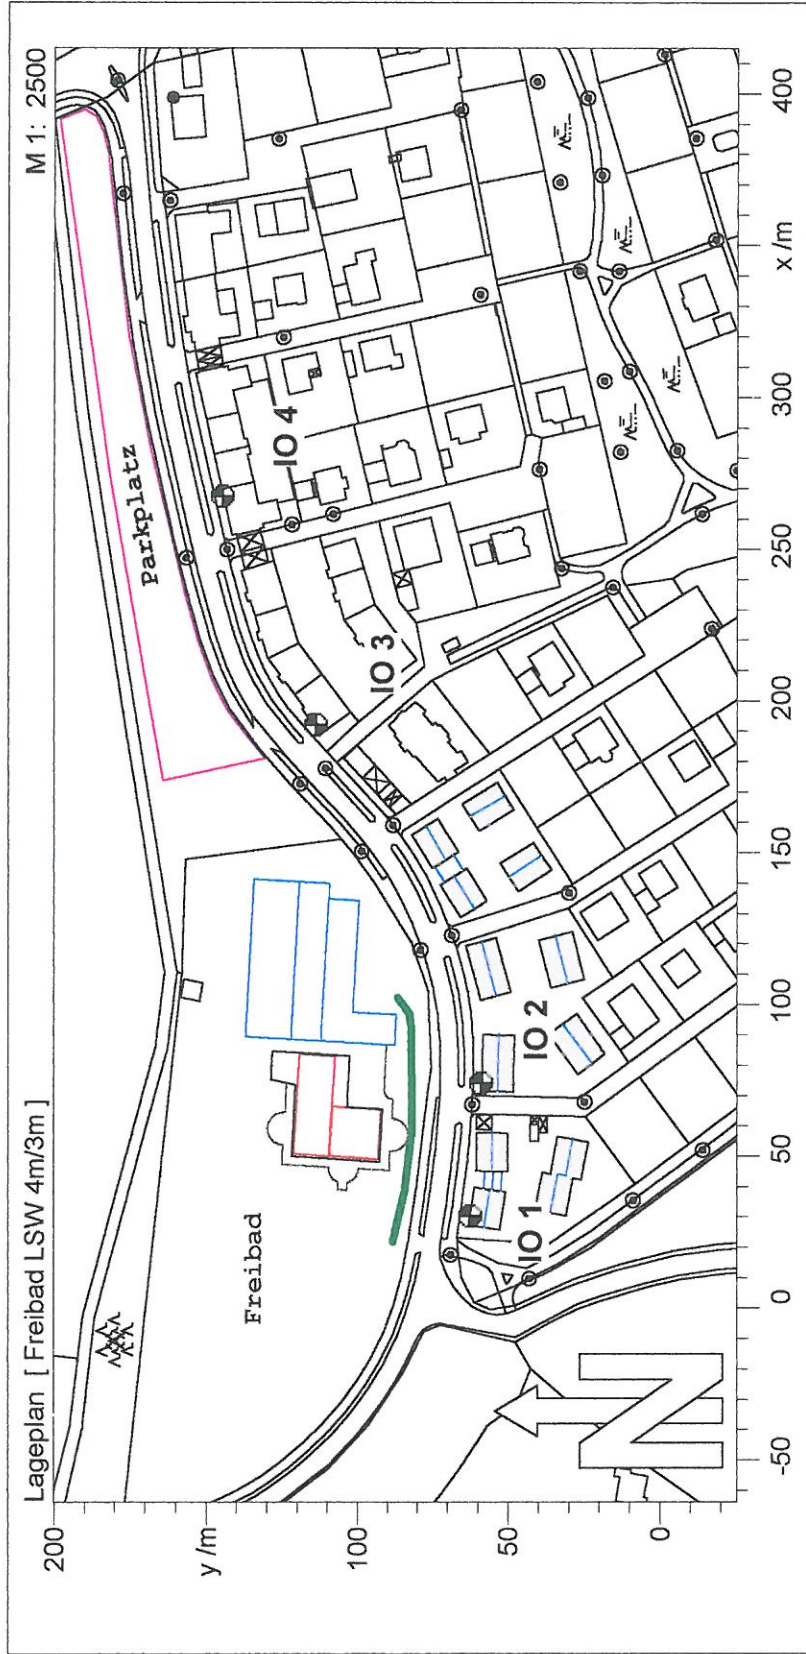 Lageplan [ Freibad LSW 4m/3m ]
M 1: 2500
200
y /m
100
50
0
Parkplatz
Freibad
IO 4
IO 3
IO 2
IO 1
N
-50
0
50
100
150
200
250
300
x /m
400